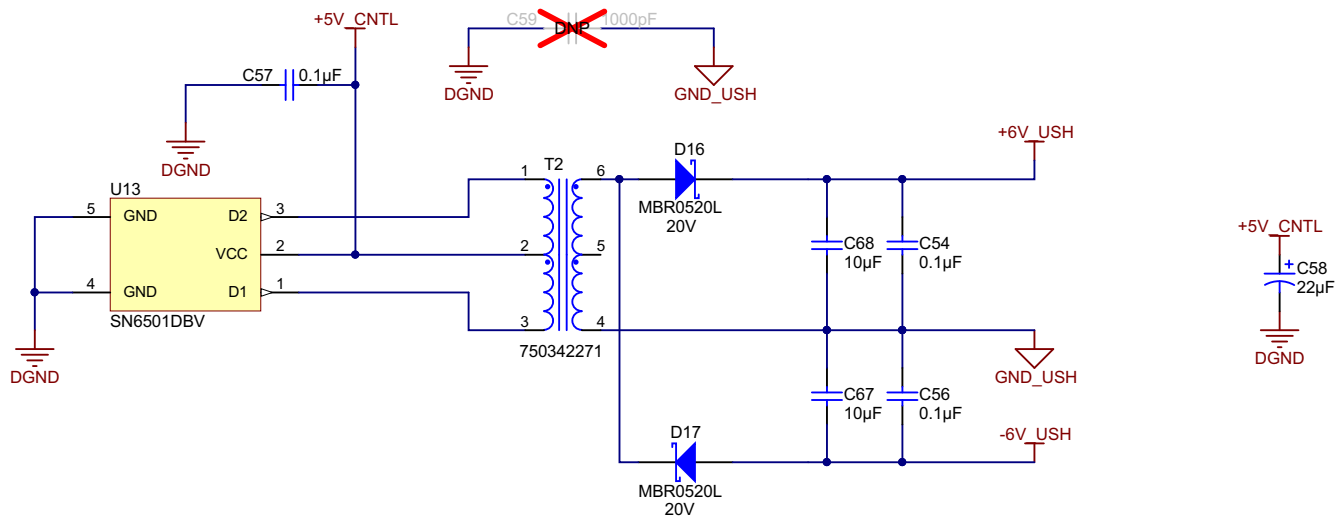 +5V_CNTL
C59 DNP 1000pF
C57 0.1µF
DGND
GND_USH
DGND
U13
5 GND D2 3
VCC 2
4 GND D1 1
SN6501DBV
DGND
T2
1 6
2 5
3 4
750342271
D16
MBR0520L
20V
+6V_USH
C68
10µF
C54
0.1µF
GND_USH
C67
10µF
C56
0.1µF
D17
MBR0520L
20V
-6V_USH
+5V_CNTL
+
C58
22µF
DGND